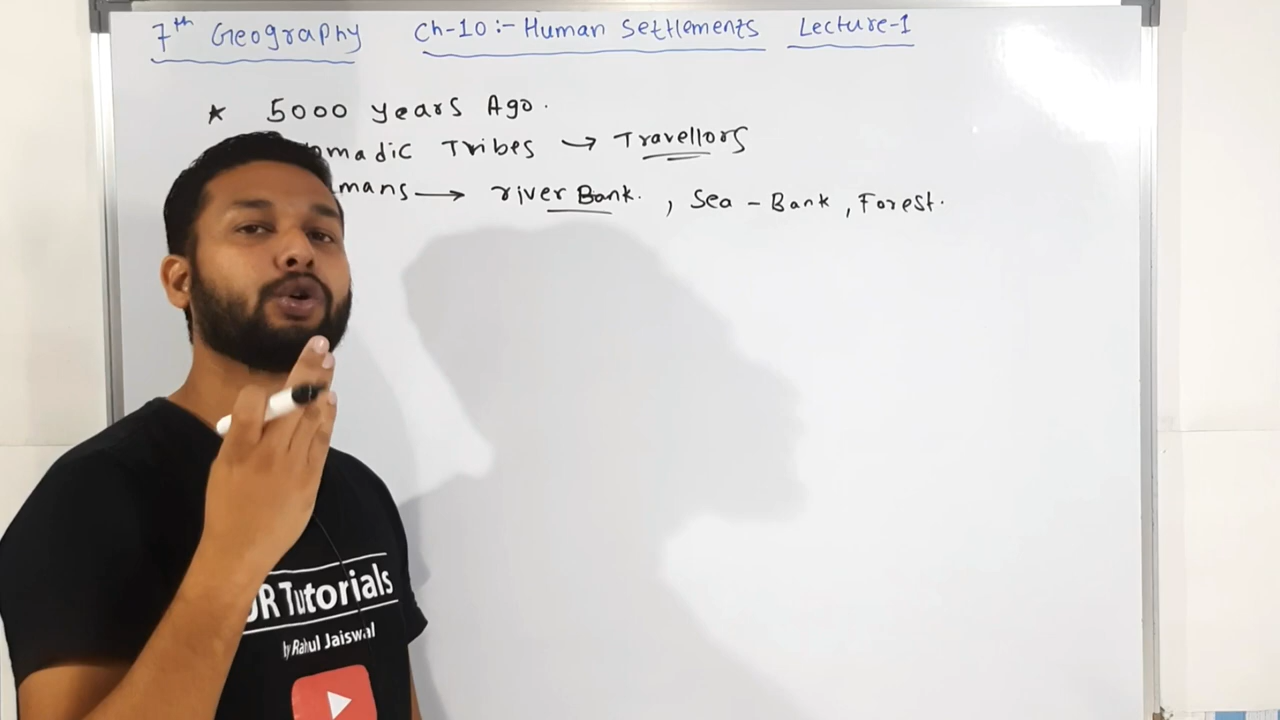 7th Geography Ch-10:- Human Settlements Lecture-1
* 5000 years Ago.
Tribes → Travellors
→ river Bank. , Sea - Bank , Forest.
Tutorials
by Rahul Jaiswal